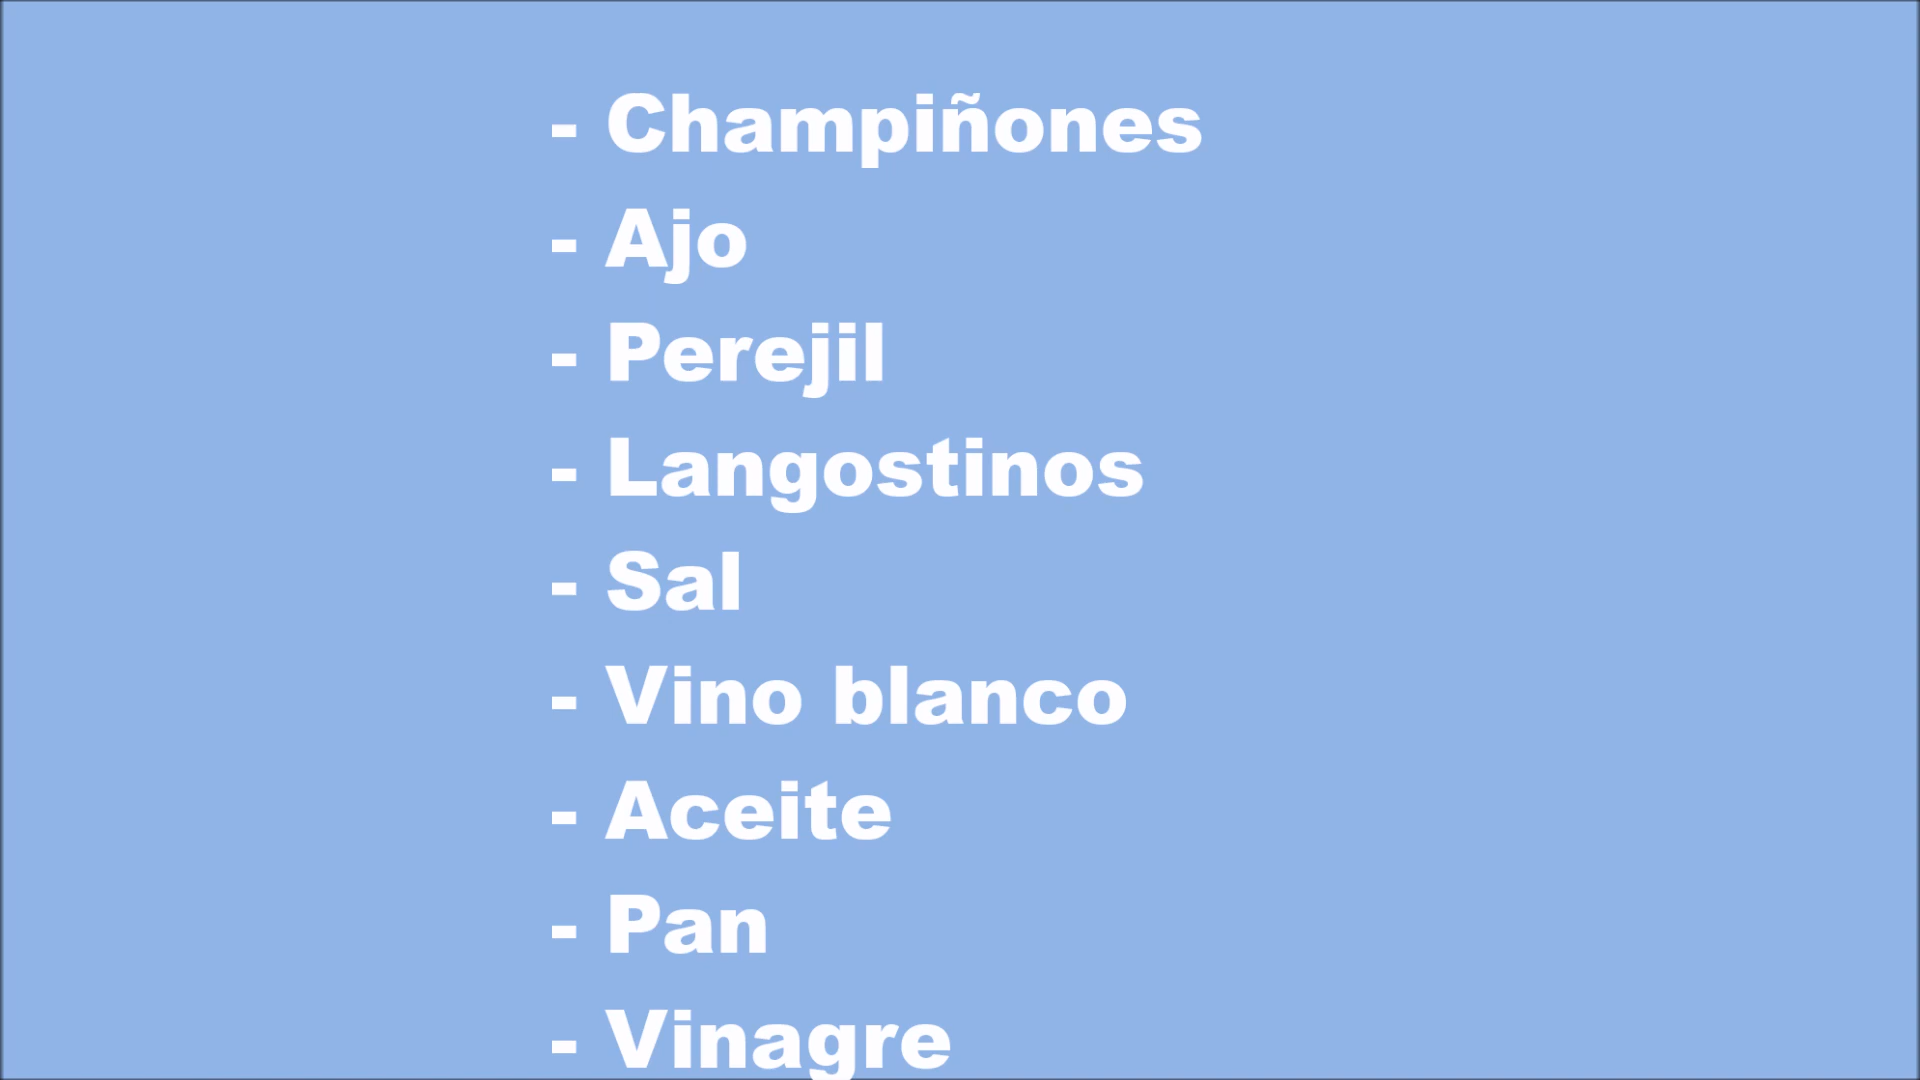 - Champiñones
- Ajo
- Perejil
- Langostinos
- Sal
- Vino blanco
- Aceite
- Pan
- Vinagre